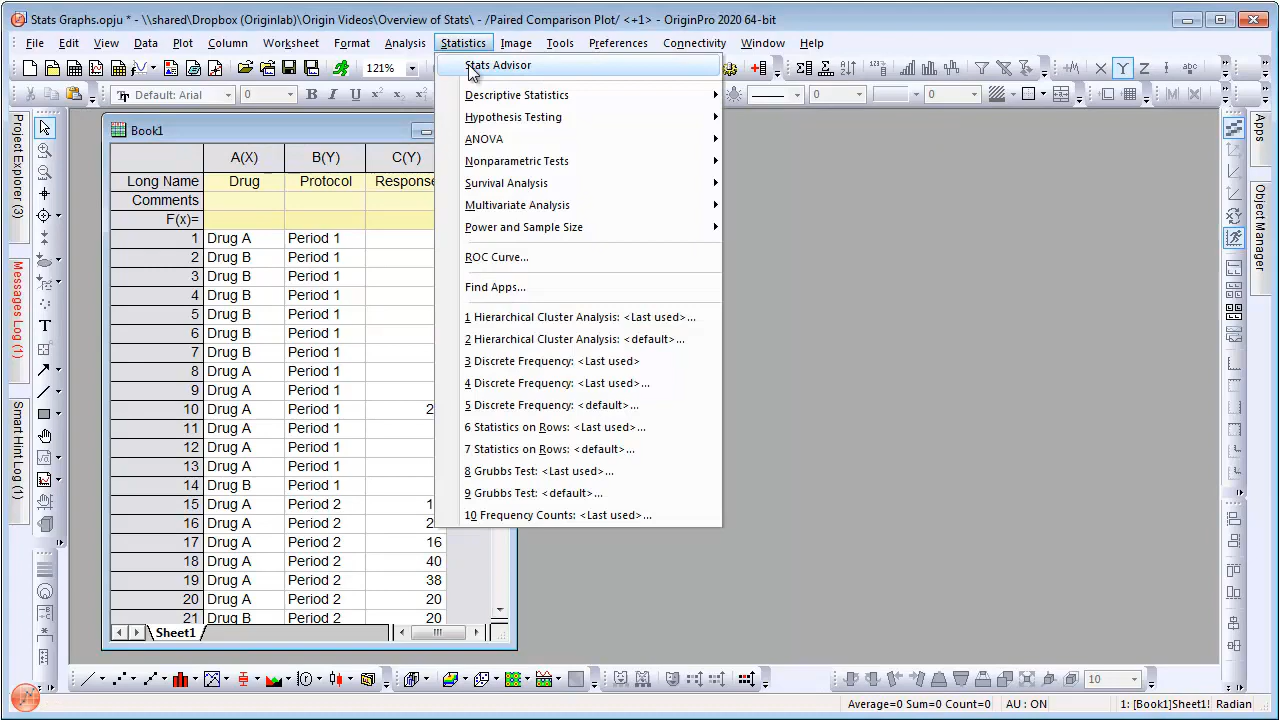 Stats Graphs.opju * - \\shared\Dropbox (Originlab)\Origin Videos\Overview of Stats\ - /Paired Comparison Plot/ <+1> - OriginPro 2020 64-bit
File Edit View Data Plot Column Worksheet Format Analysis Statistics Image Tools Preferences Connectivity Window Help
121%
Default: Arial 0 B I U 0 0
Project Explorer (3)
Messages Log (1)
Smart Hint Log (1)
Apps
Object Manager
Book1
A(X) B(Y) C(Y)
Long Name Drug Protocol Response
Comments
F(x)=
1 Drug A Period 1
2 Drug B Period 1
3 Drug B Period 1
4 Drug B Period 1
5 Drug B Period 1
6 Drug B Period 1
7 Drug B Period 1
8 Drug A Period 1
9 Drug A Period 1
10 Drug A Period 1 2
11 Drug A Period 1
12 Drug A Period 1
13 Drug A Period 1
14 Drug B Period 1
15 Drug A Period 2 1
16 Drug A Period 2 2
17 Drug A Period 2 16
18 Drug A Period 2 40
19 Drug A Period 2 38
20 Drug A Period 2 20
21 Drug B Period 2 20
Sheet1
Stats Advisor
Descriptive Statistics
Hypothesis Testing
ANOVA
Nonparametric Tests
Survival Analysis
Multivariate Analysis
Power and Sample Size
ROC Curve...
Find Apps...
1 Hierarchical Cluster Analysis: <Last used>...
2 Hierarchical Cluster Analysis: <default>...
3 Discrete Frequency: <Last used>
4 Discrete Frequency: <Last used>...
5 Discrete Frequency: <default>...
6 Statistics on Rows: <Last used>...
7 Statistics on Rows: <default>...
8 Grubbs Test: <Last used>...
9 Grubbs Test: <default>...
10 Frequency Counts: <Last used>...
10
Average=0 Sum=0 Count=0 AU : ON 1: [Book1]Sheet1! Radian